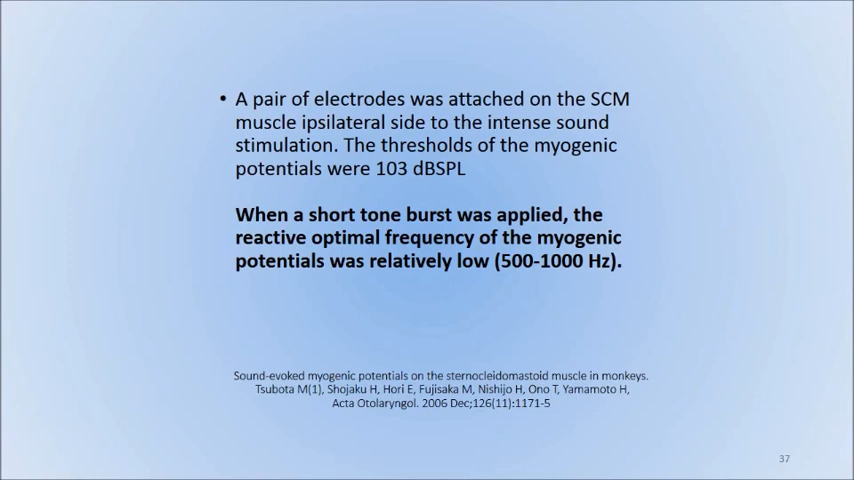 • A pair of electrodes was attached on the SCM
muscle ipsilateral side to the intense sound
stimulation. The thresholds of the myogenic
potentials were 103 dBSPL
When a short tone burst was applied, the
reactive optimal frequency of the myogenic
potentials was relatively low (500-1000 Hz).
Sound-evoked myogenic potentials on the sternocleidomastoid muscle in monkeys.
Tsubota M(1), Shojaku H, Hori E, Fujisaka M, Nishijo H, Ono T, Yamamoto H,
Acta Otolaryngol. 2006 Dec;126(11):1171-5
37